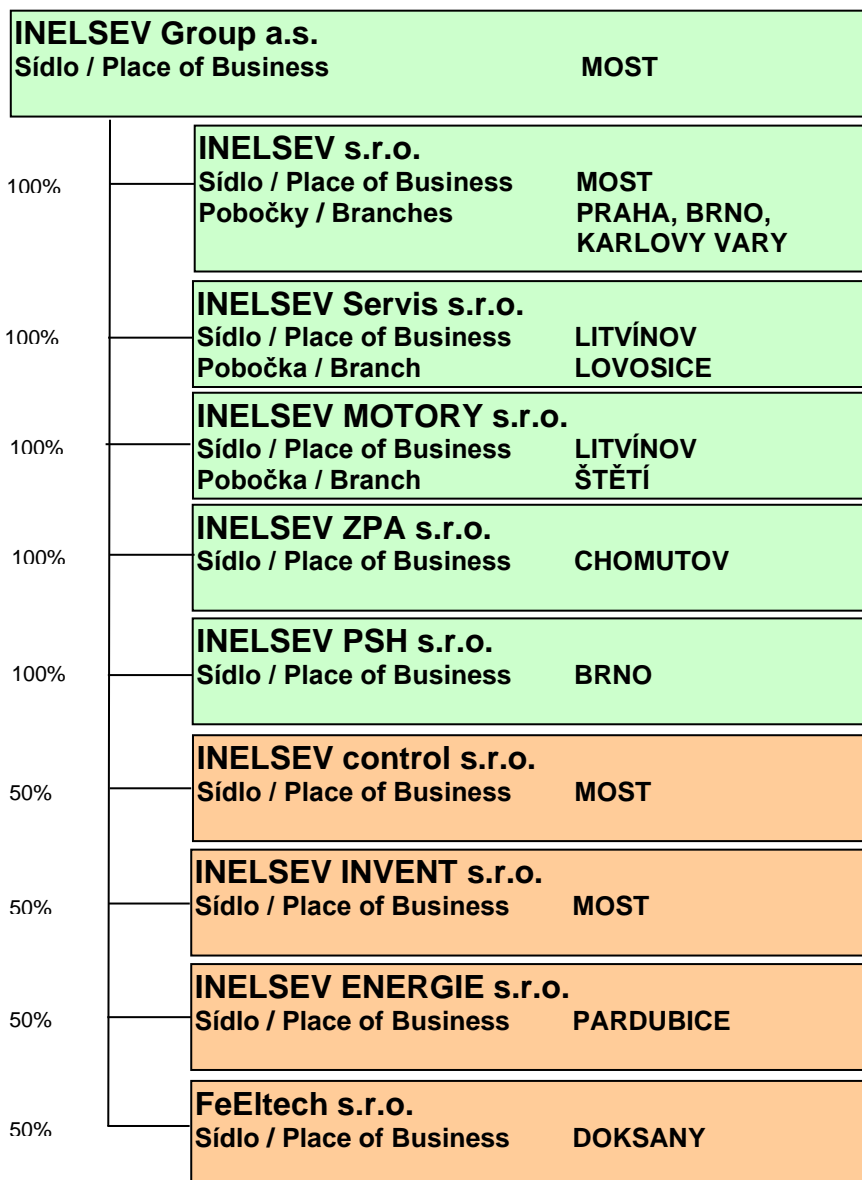 INELSEV Group a.s.
Sídlo / Place of Business MOST
INELSEV s.r.o.
100% Sídlo / Place of Business MOST
Pobočky / Branches PRAHA, BRNO,
KARLOVY VARY
INELSEV Servis s.r.o.
100% Sídlo / Place of Business LITVÍNOV
Pobočka / Branch LOVOSICE
INELSEV MOTORY s.r.o.
100% Sídlo / Place of Business LITVÍNOV
Pobočka / Branch ŠTĚTÍ
INELSEV ZPA s.r.o.
100% Sídlo / Place of Business CHOMUTOV
INELSEV PSH s.r.o.
100% Sídlo / Place of Business BRNO
INELSEV control s.r.o.
50% Sídlo / Place of Business MOST
INELSEV INVENT s.r.o.
50% Sídlo / Place of Business MOST
INELSEV ENERGIE s.r.o.
50% Sídlo / Place of Business PARDUBICE
FeEltech s.r.o.
50% Sídlo / Place of Business DOKSANY